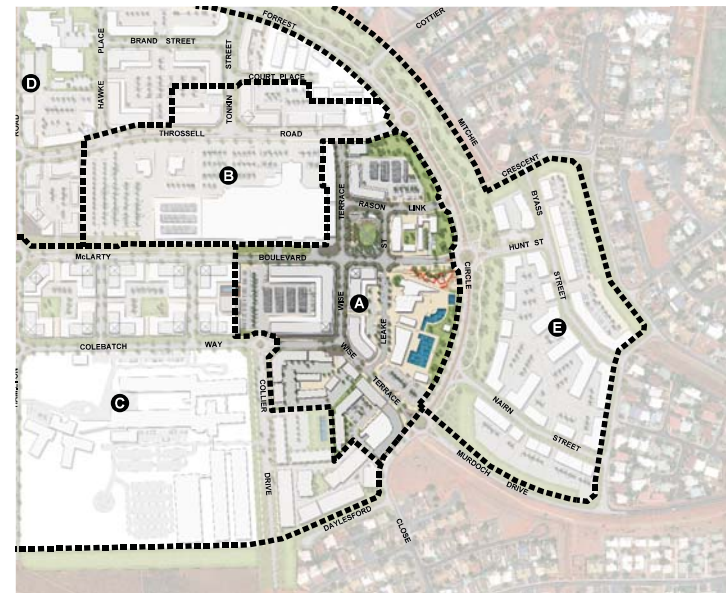 FORREST
COTTIER
PLACE
BRAND STREET
STREET
D
HAWKE
COURT PLACE
TONKIN
MITCHIE
ROAD
THROSSELL ROAD
CRESCENT
B
TERRACE
BYASS
RASON LINK
ST
HUNT ST
McLARTY
BOULEVARD
CIRCLE
STREET
WISE
A
LEAKE
E
COLEBATCH WAY
WISE
TERRACE
COLLIER
C
NAIRN
STREET
MURDOCH
DRIVE
DRIVE
DAYLESFORD
CLOSE